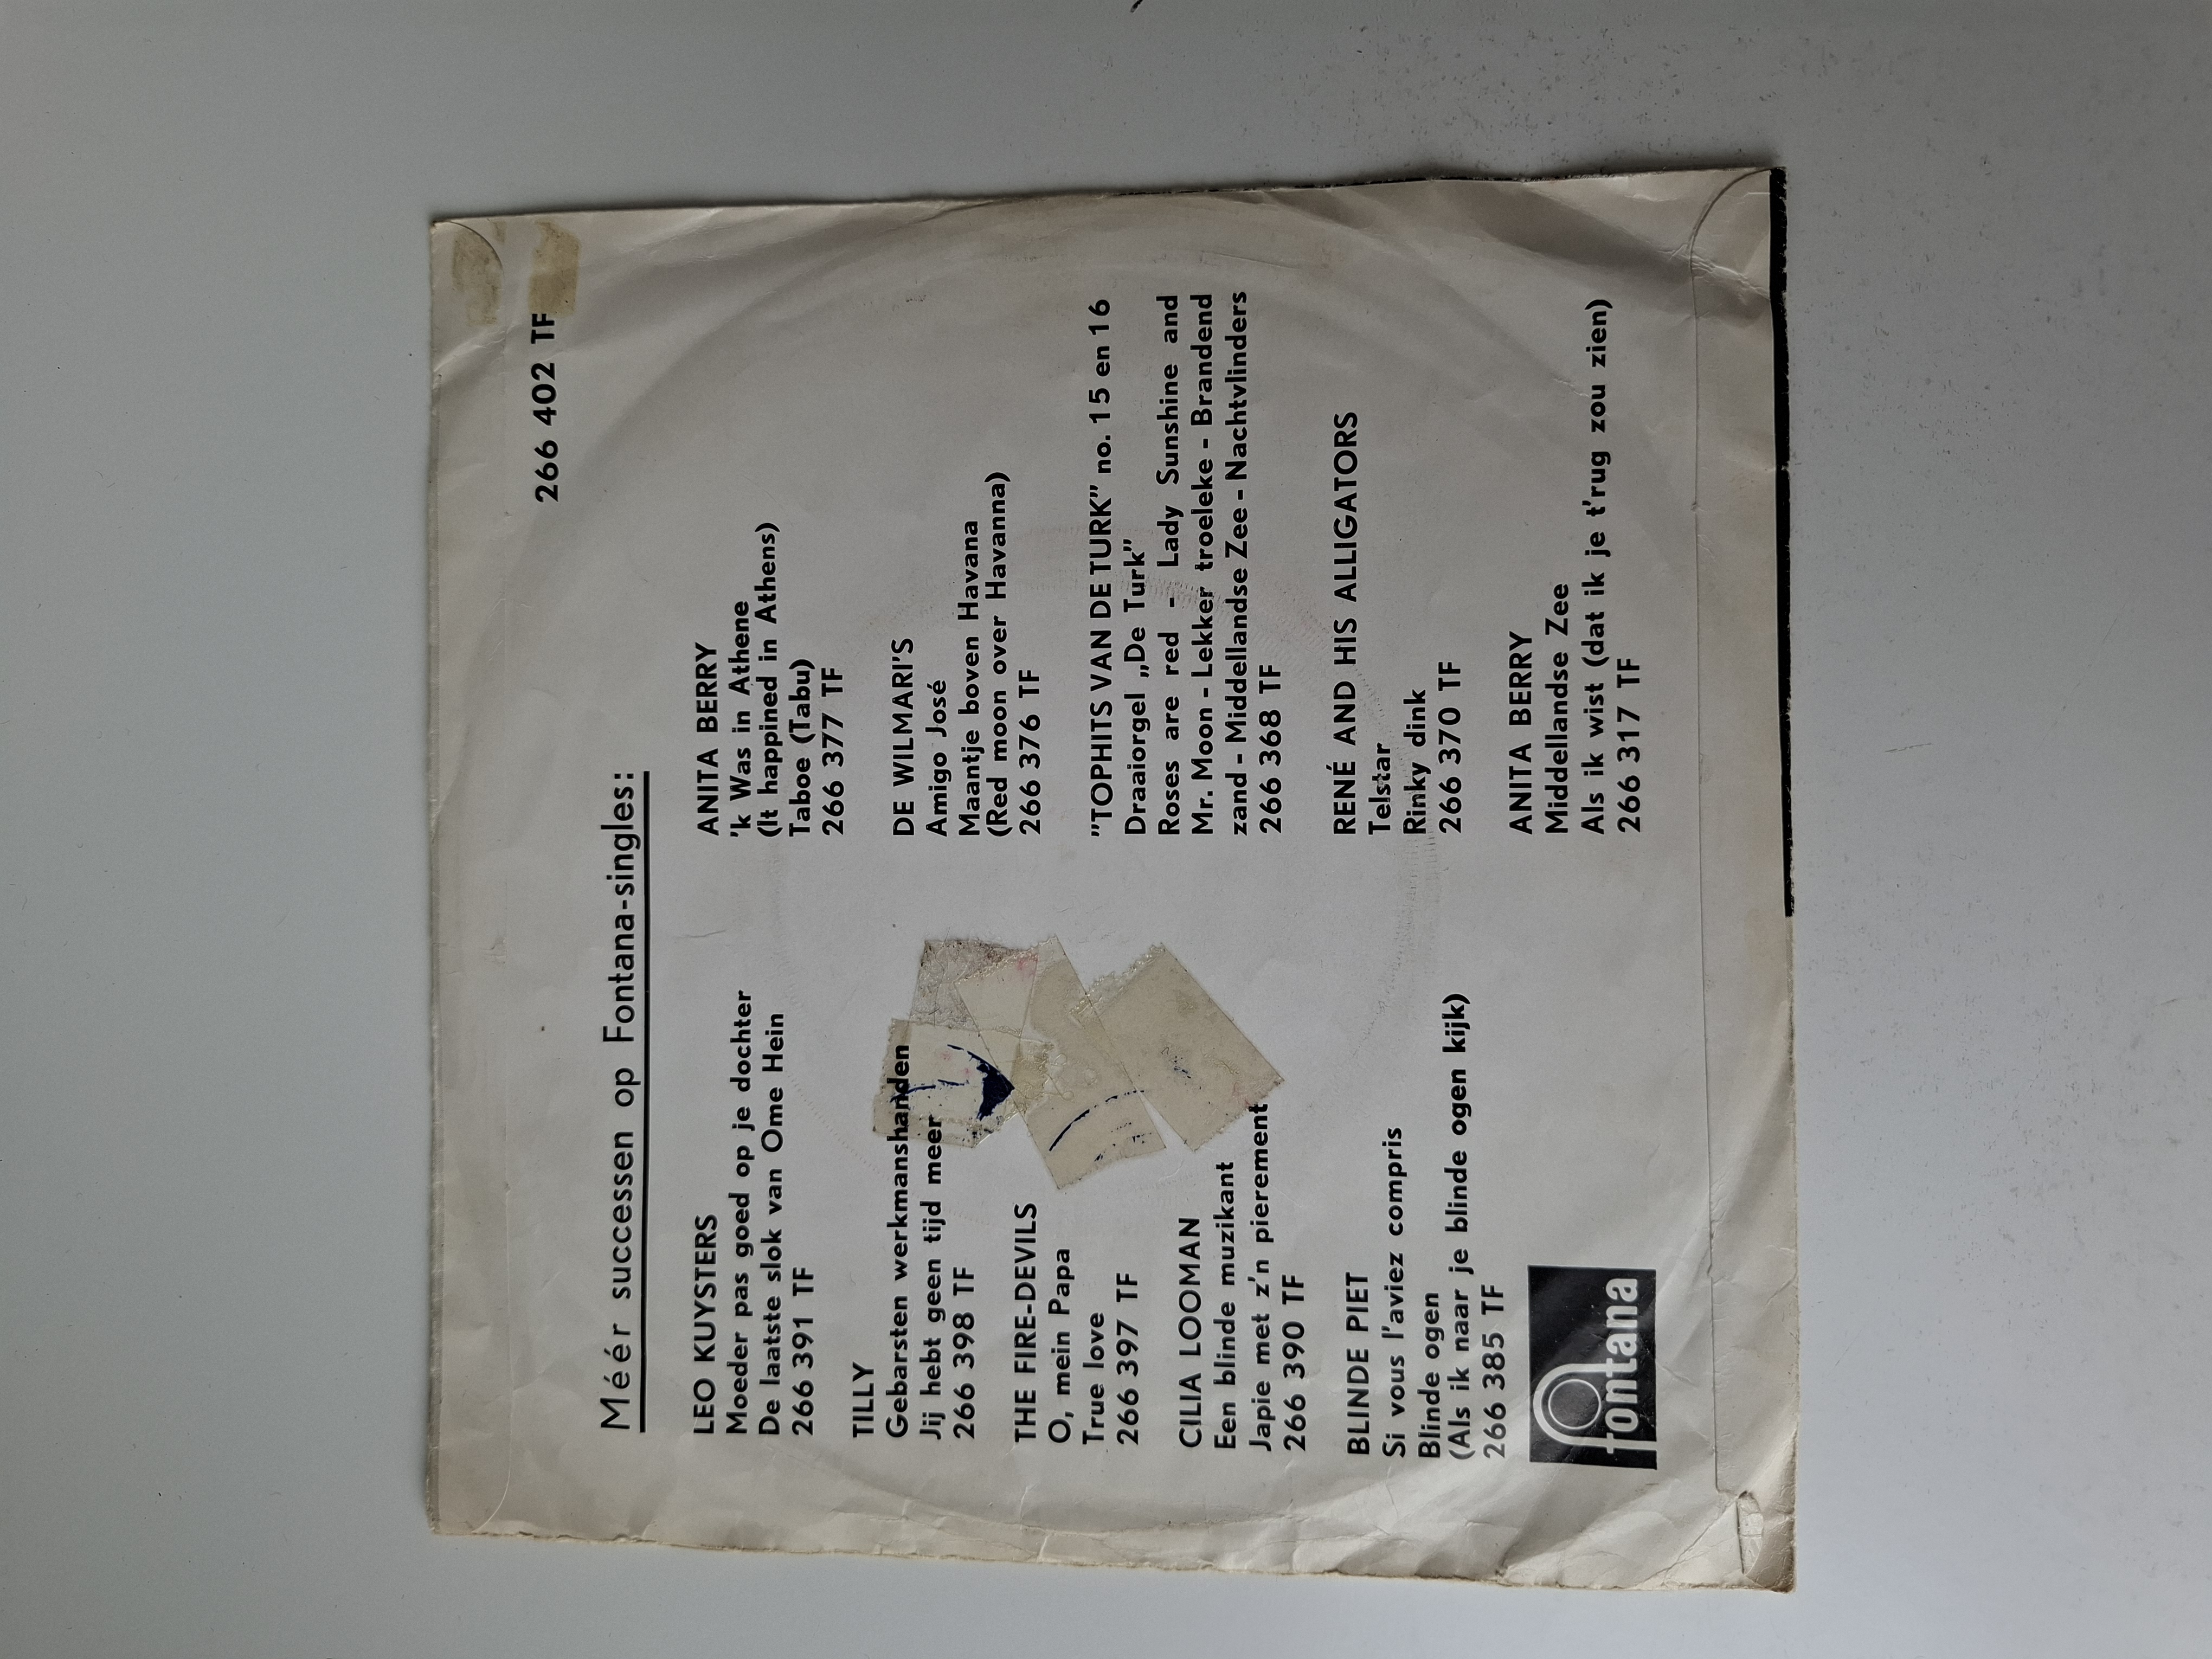 266 402 TF
Méér successen op Fontana-singles:
LEO KUYSTERS
Moeder pas goed op je dochter
De laatste slok van Ome Hein
266 391 TF
TILLY
Gebarsten werkmanshanden
Jij hebt geen tijd meer
266 398 TF
THE FIRE-DEVILS
O, mein Papa
True love
266 397 TF
CILIA LOOMAN
Een blinde muzikant
Japie met z'n pierement
266 390 TF
BLINDE PIET
Si vous l'aviez compris
Blinde ogen
(Als ik naar je blinde ogen kijk)
266 385 TF
fontana
ANITA BERRY
'k Was in Athene
(It happined in Athens)
Taboe (Tabu)
266 377 TF
DE WILMARI'S
Amigo José
Maantje boven Havana
(Red moon over Havanna)
266 376 TF
"TOPHITS VAN DE TURK" no. 15 en 16
Draaiorgel „De Turk"
Roses are red - Lady Sunshine and
Mr. Moon - Lekker troeleke - Brandend
zand - Middellandse Zee - Nachtvlinders
266 368 TF
RENÉ AND HIS ALLIGATORS
Telstar
Rinky dink
266 370 TF
ANITA BERRY
Middellandse Zee
Als ik wist (dat ik je t'rug zou zien)
266 317 TF